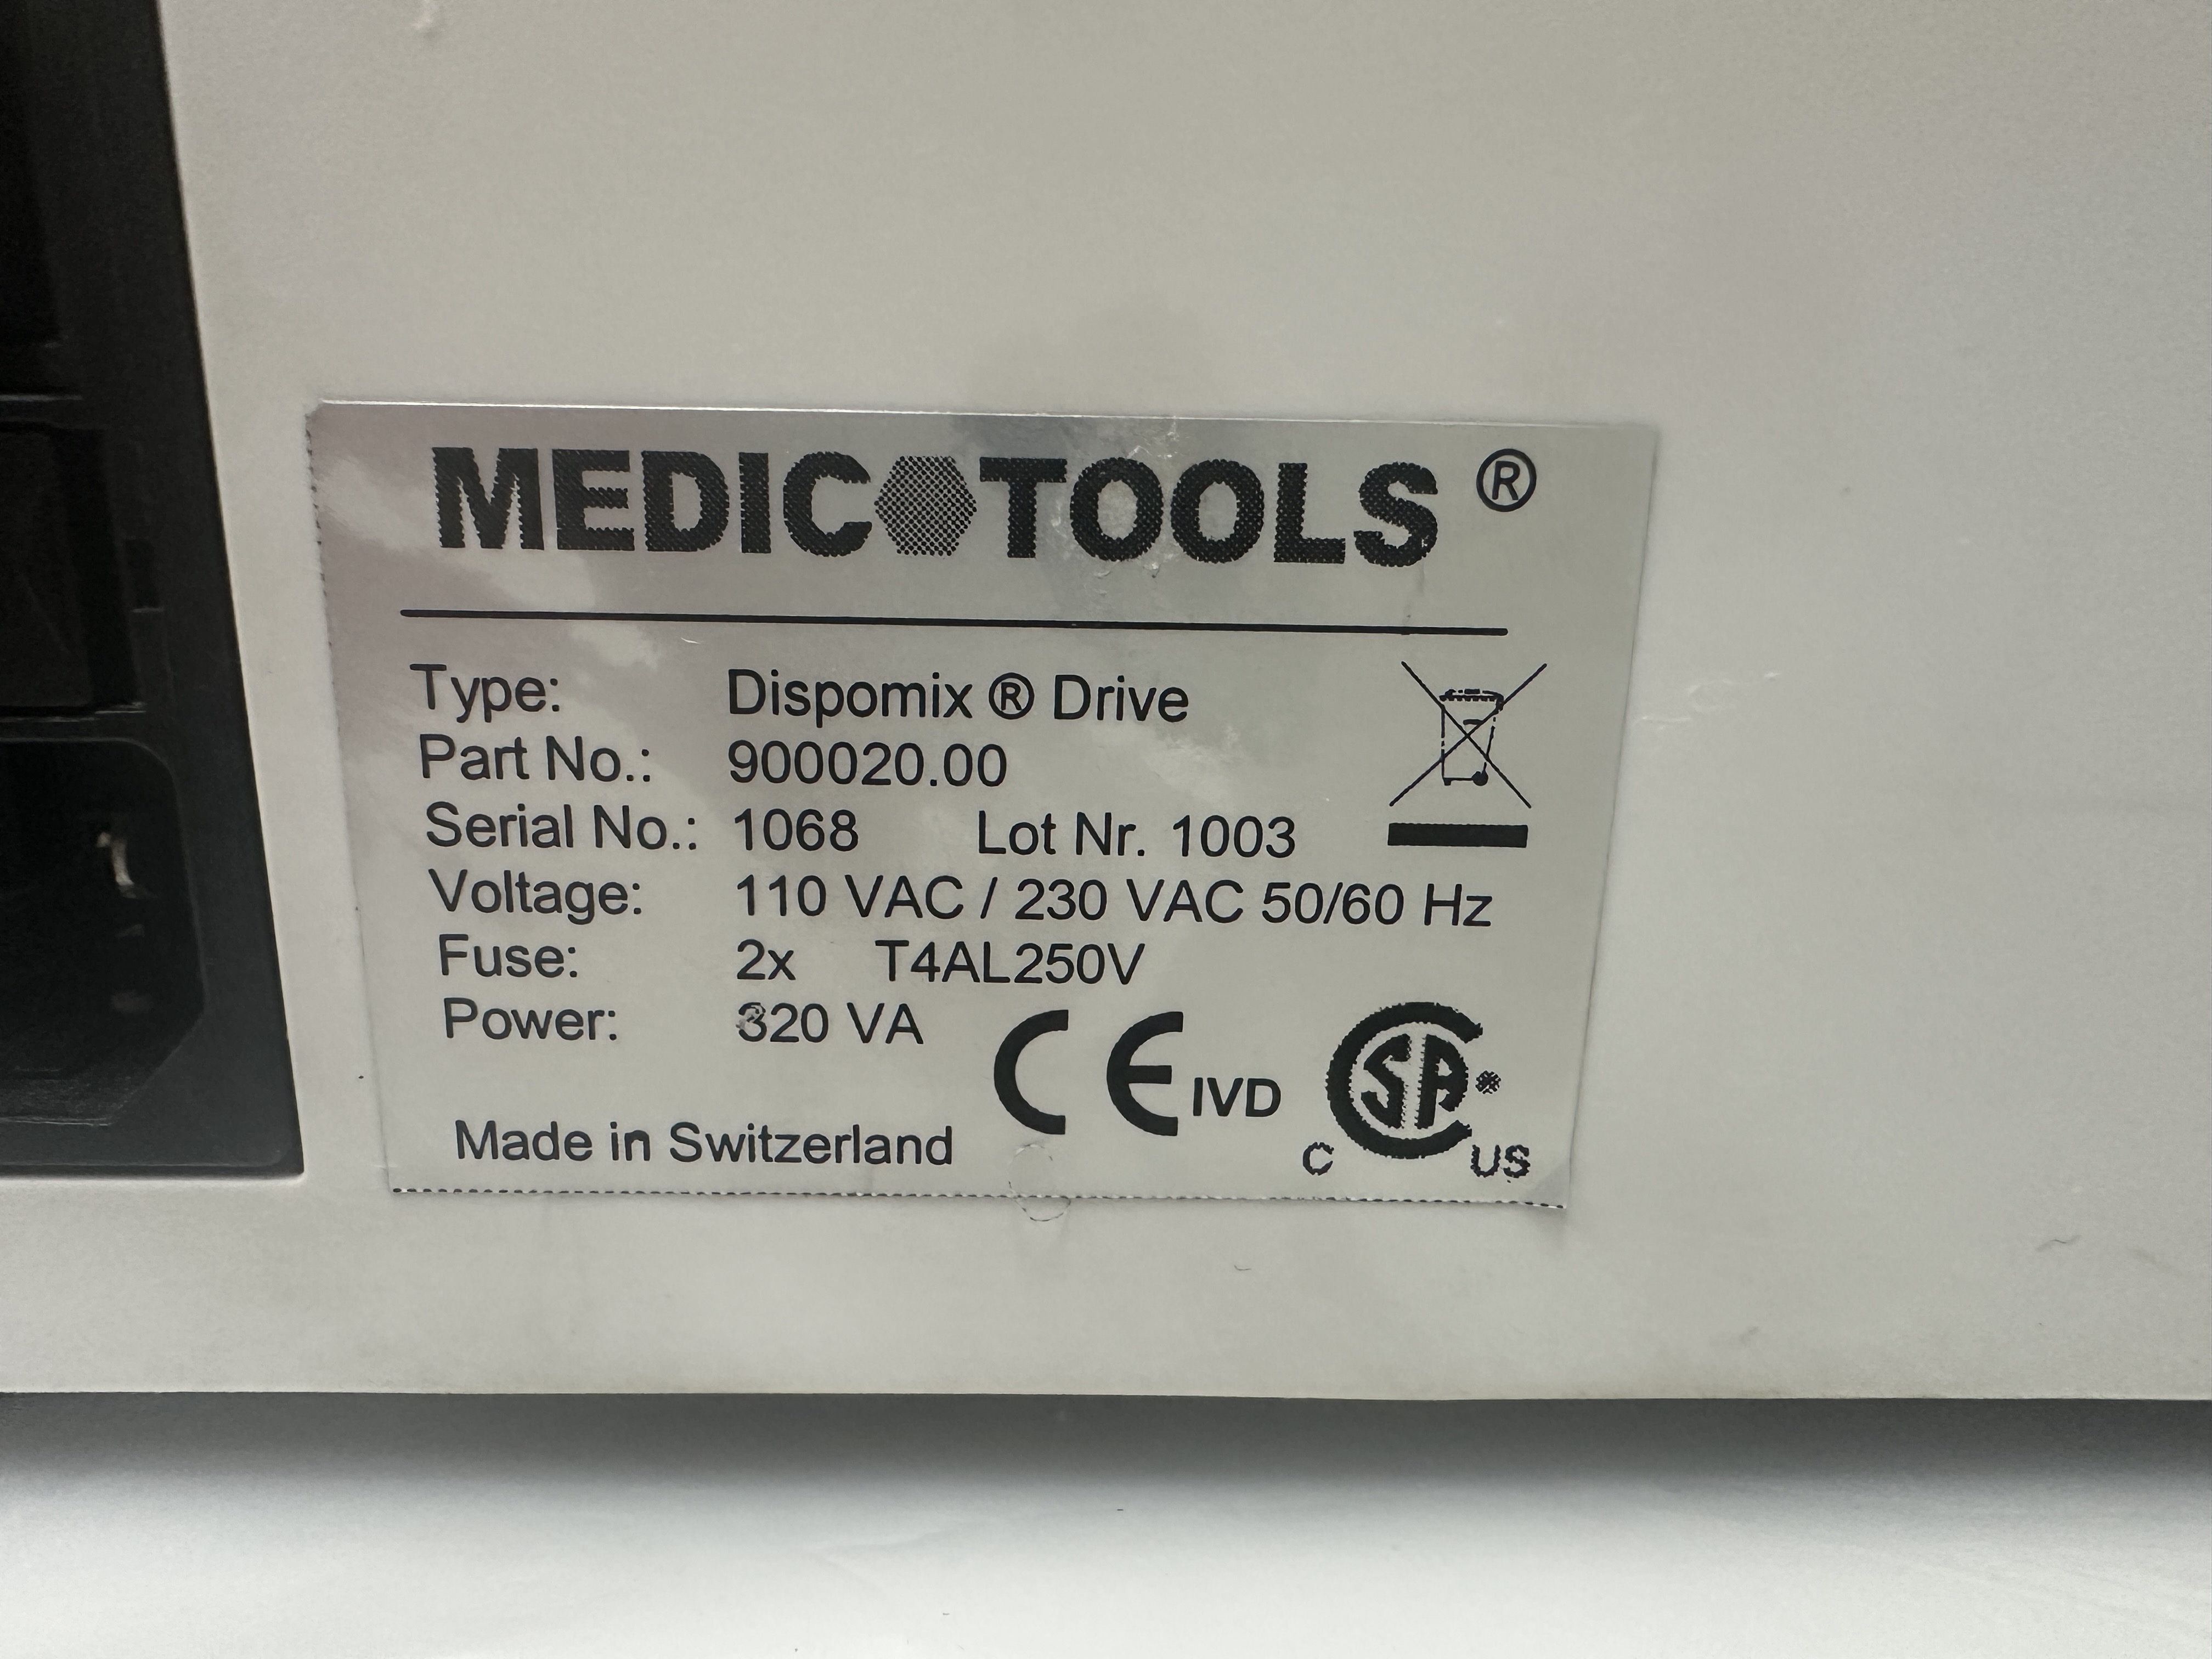 MEDIC TOOLS ®
Type: Dispomix ® Drive
Part No.: 900020.00
Serial No.: 1068 Lot Nr. 1003
Voltage: 110 VAC / 230 VAC 50/60 Hz
Fuse: 2x T4AL250V
Power: 320 VA
CE IVD
C SA US
Made in Switzerland